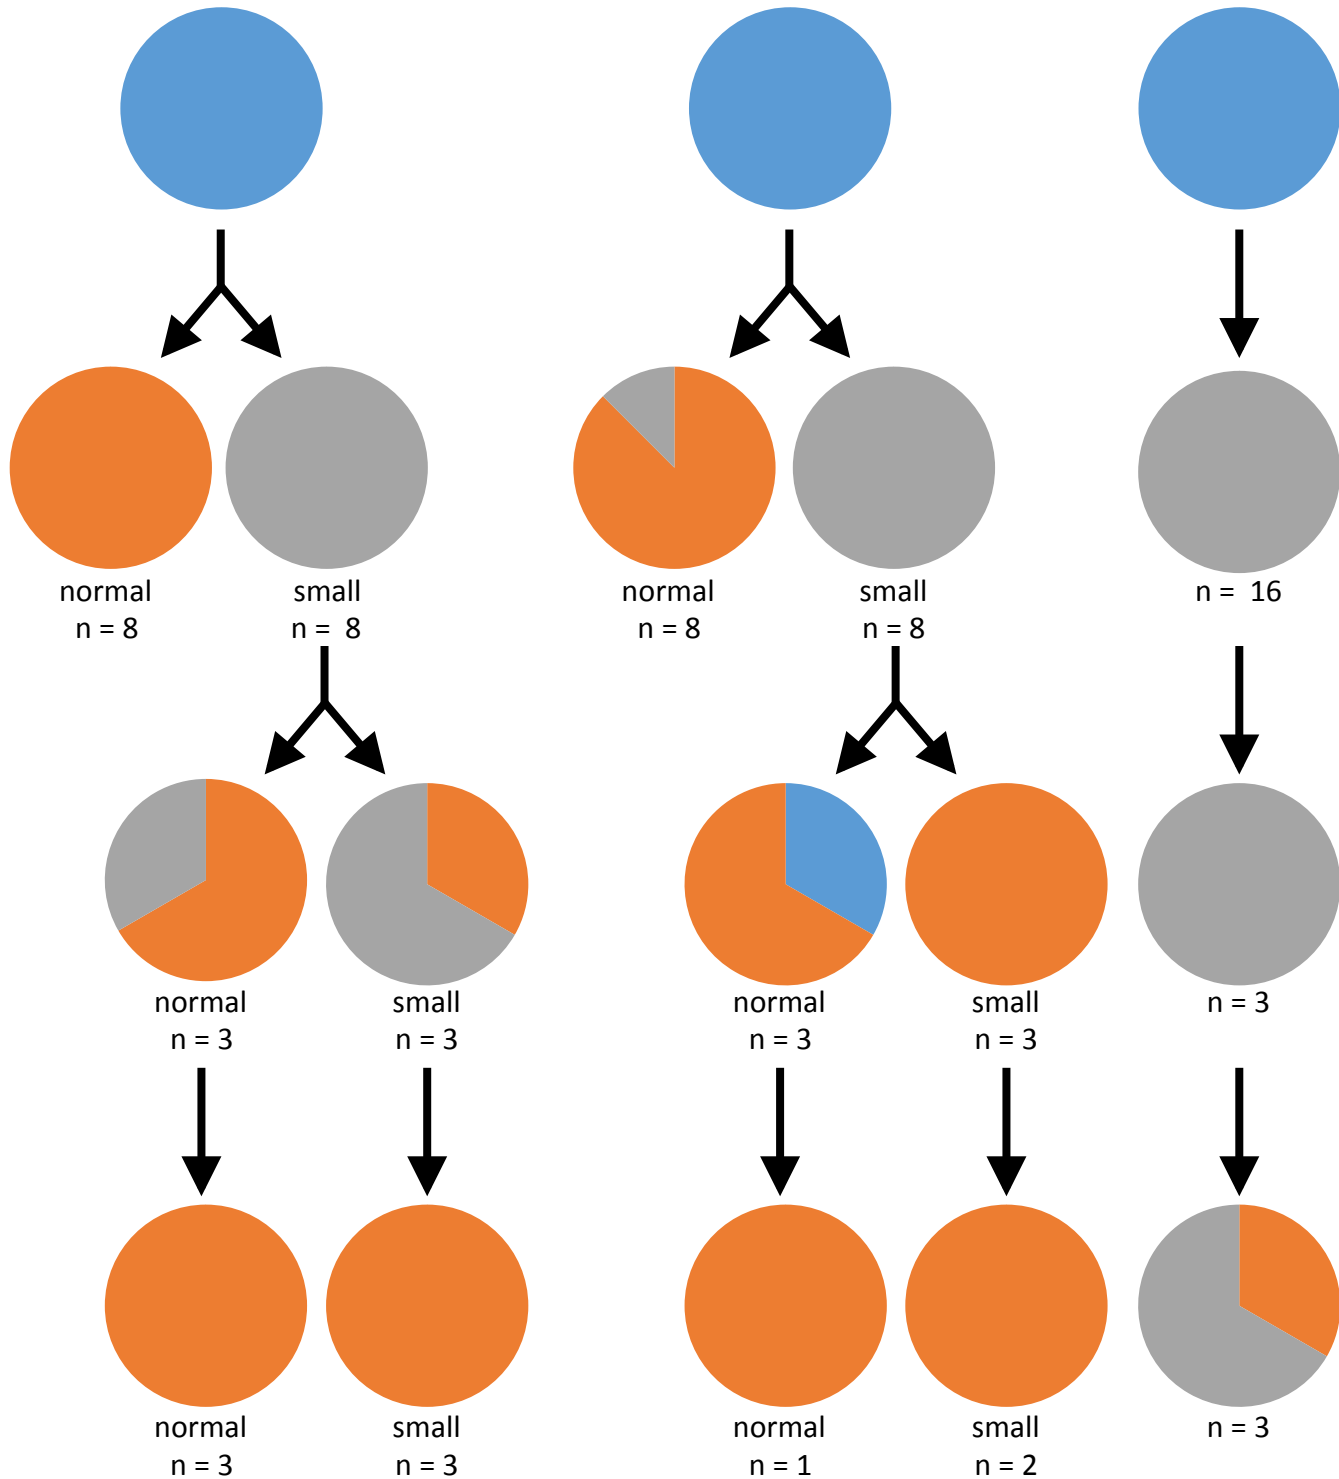 normal
n = 8
small
n = 8
normal
n = 8
small
n = 8
n = 16
normal
n = 3
small
n = 3
normal
n = 3
small
n = 3
n = 3
normal
n = 3
small
n = 3
normal
n = 1
small
n = 2
n = 3